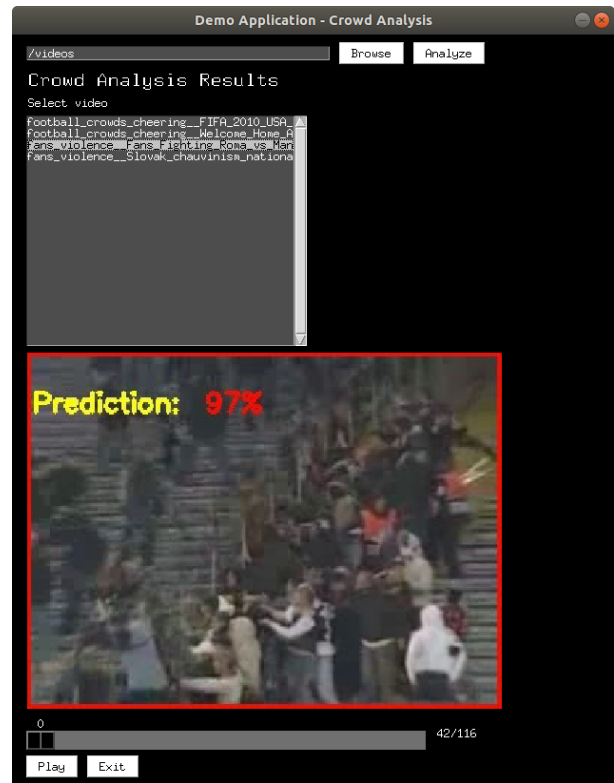 Demo Application - Crowd Analysis
/videos Browse Analyze
Crowd Analysis Results
Select video
football_crowds_cheering__FIFA_2010_USA_
football_crowds_cheering__Welcome_Home_A
fans_violence__Fans_Fighting_Roma_vs_Man
fans_violence__Slovak_chauvinism_nationa
Prediction: 97%
0
42/116
Play Exit